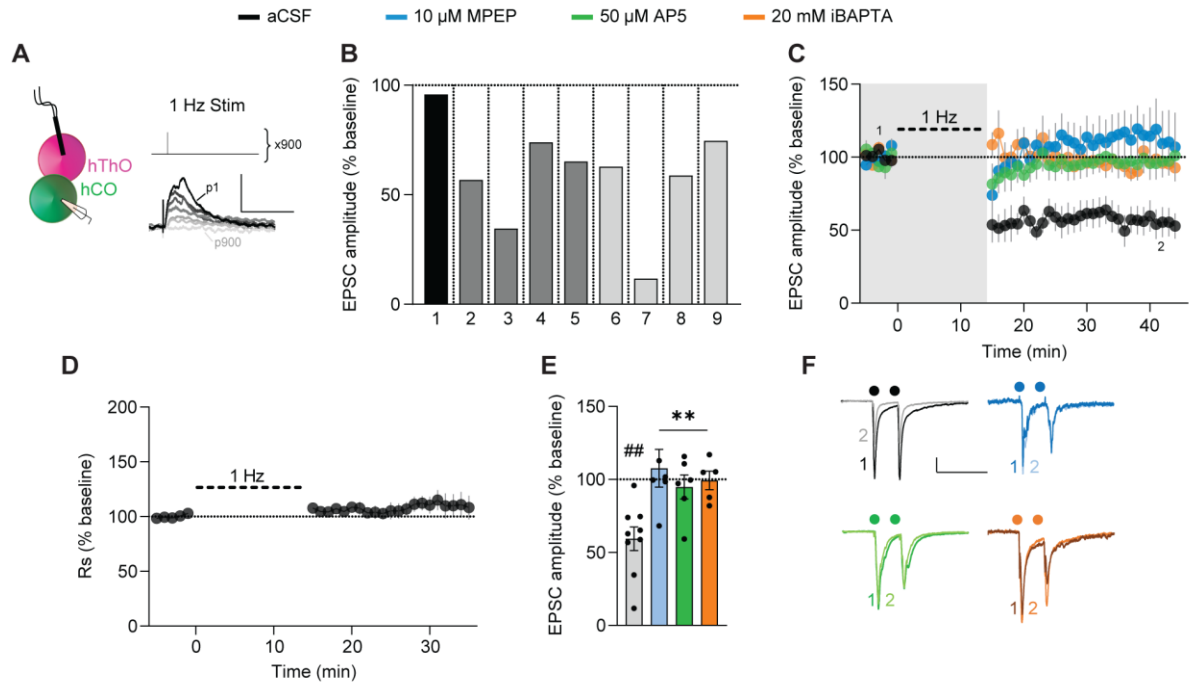 aCSF 10 μM MPEP 50 μM AP5 20 mM iBAPTA
A
1 Hz Stim
x900
hThO
hCO
p1
p900
B
EPSC amplitude (% baseline)
100
50
0
1 2 3 4 5 6 7 8 9
C
EPSC amplitude (% baseline)
150
100
50
0
1
1 Hz
2
0 20 40
Time (min)
D
Rs (% baseline)
200
150
100
50
0
1 Hz
0 10 20 30
Time (min)
E
EPSC amplitude (% baseline)
150
100
50
0
##
**
F
2
1
1 2
1 2
1 2